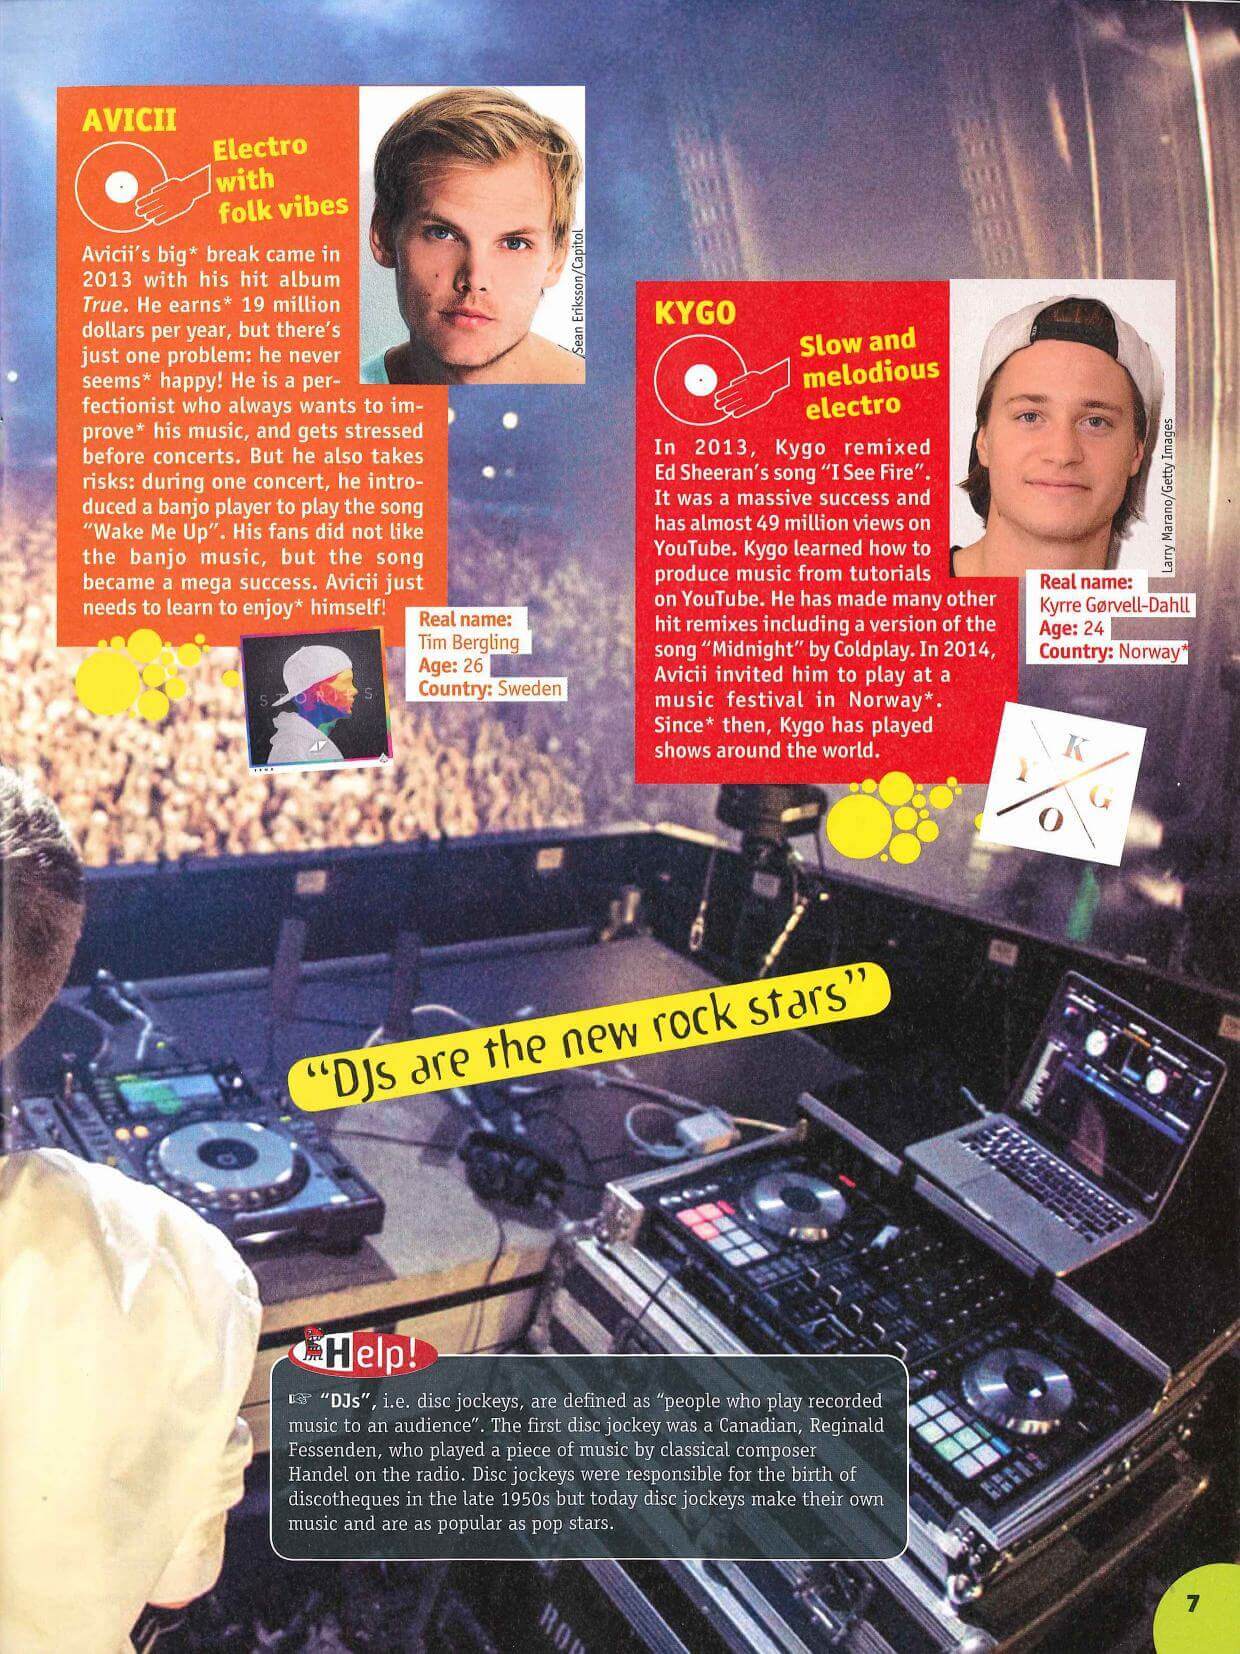 AVICII
Electro
with
folk vibes
Avicii's big* break came in
2013 with his hit album
True. He earns* 19 million
dollars per year, but there's
just one problem: he never
seems* happy! He is a per-
fectionist who always wants to im-
prove* his music, and gets stressed
before concerts. But he also takes
risks: during one concert, he intro-
duced a banjo player to play the song
“Wake Me Up”. His fans did not like
the banjo music, but the song
became a mega success. Avicii just
needs to learn to enjoy* himself!
Sean Eriksson/Capitol
Real name:
Tim Bergling
Age: 26
Country: Sweden
STORIES
KYGO
Slow and
melodious
electro
In 2013, Kygo remixed
Ed Sheeran's song “I See Fire”.
It was a massive success and
has almost 49 million views on
YouTube. Kygo learned how to
produce music from tutorials
on YouTube. He has made many other
hit remixes including a version of the
song “Midnight” by Coldplay. In 2014,
Avicii invited him to play at a
music festival in Norway*.
Since* then, Kygo has played
shows around the world.
Larry Marano/Getty Images
Real name:
Kyrre Gørvell-Dahll
Age: 24
Country: Norway*
K
Y G
O
“DJs are the new rock stars”
Help!
☞ “DJs”, i.e. disc jockeys, are defined as “people who play recorded
music to an audience”. The first disc jockey was a Canadian, Reginald
Fessenden, who played a piece of music by classical composer
Handel on the radio. Disc jockeys were responsible for the birth of
discotheques in the late 1950s but today disc jockeys make their own
music and are as popular as pop stars.
7